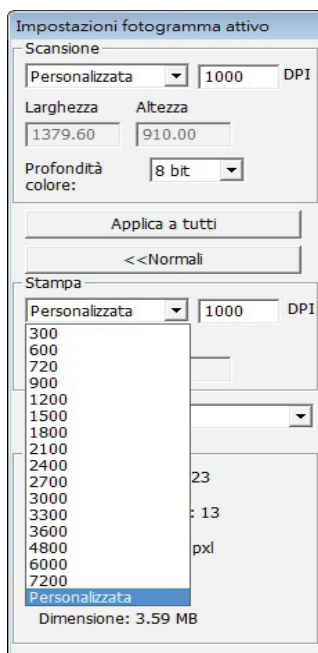 Impostazioni fotogramma attivo
Scansione
Personalizzata 1000 DPI
Larghezza Altezza
1379.60 910.00
Profondità colore: 8 bit
Applica a tutti
<<Normali
Stampa
Personalizzata 1000 DPI
300
600
720
900
1200
1500
1800
2100
2400
2700
23
3000
3300
: 13
3600
4800
pxl
6000
7200
Personalizzata
Dimensione: 3.59 MB